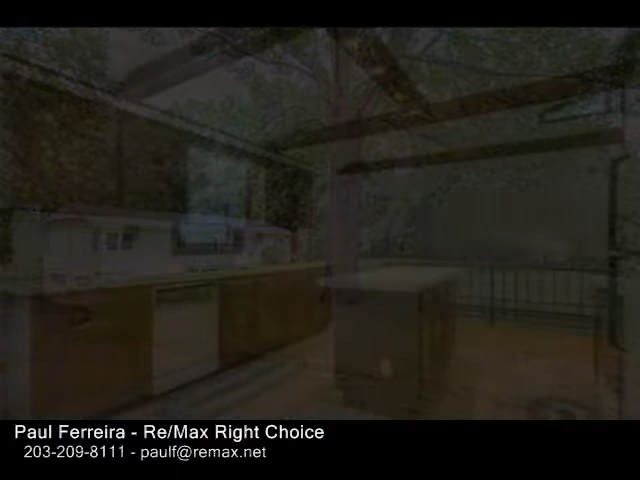 Paul Ferreira - Re/Max Right Choice
203-209-8111 - paulf@remax.net